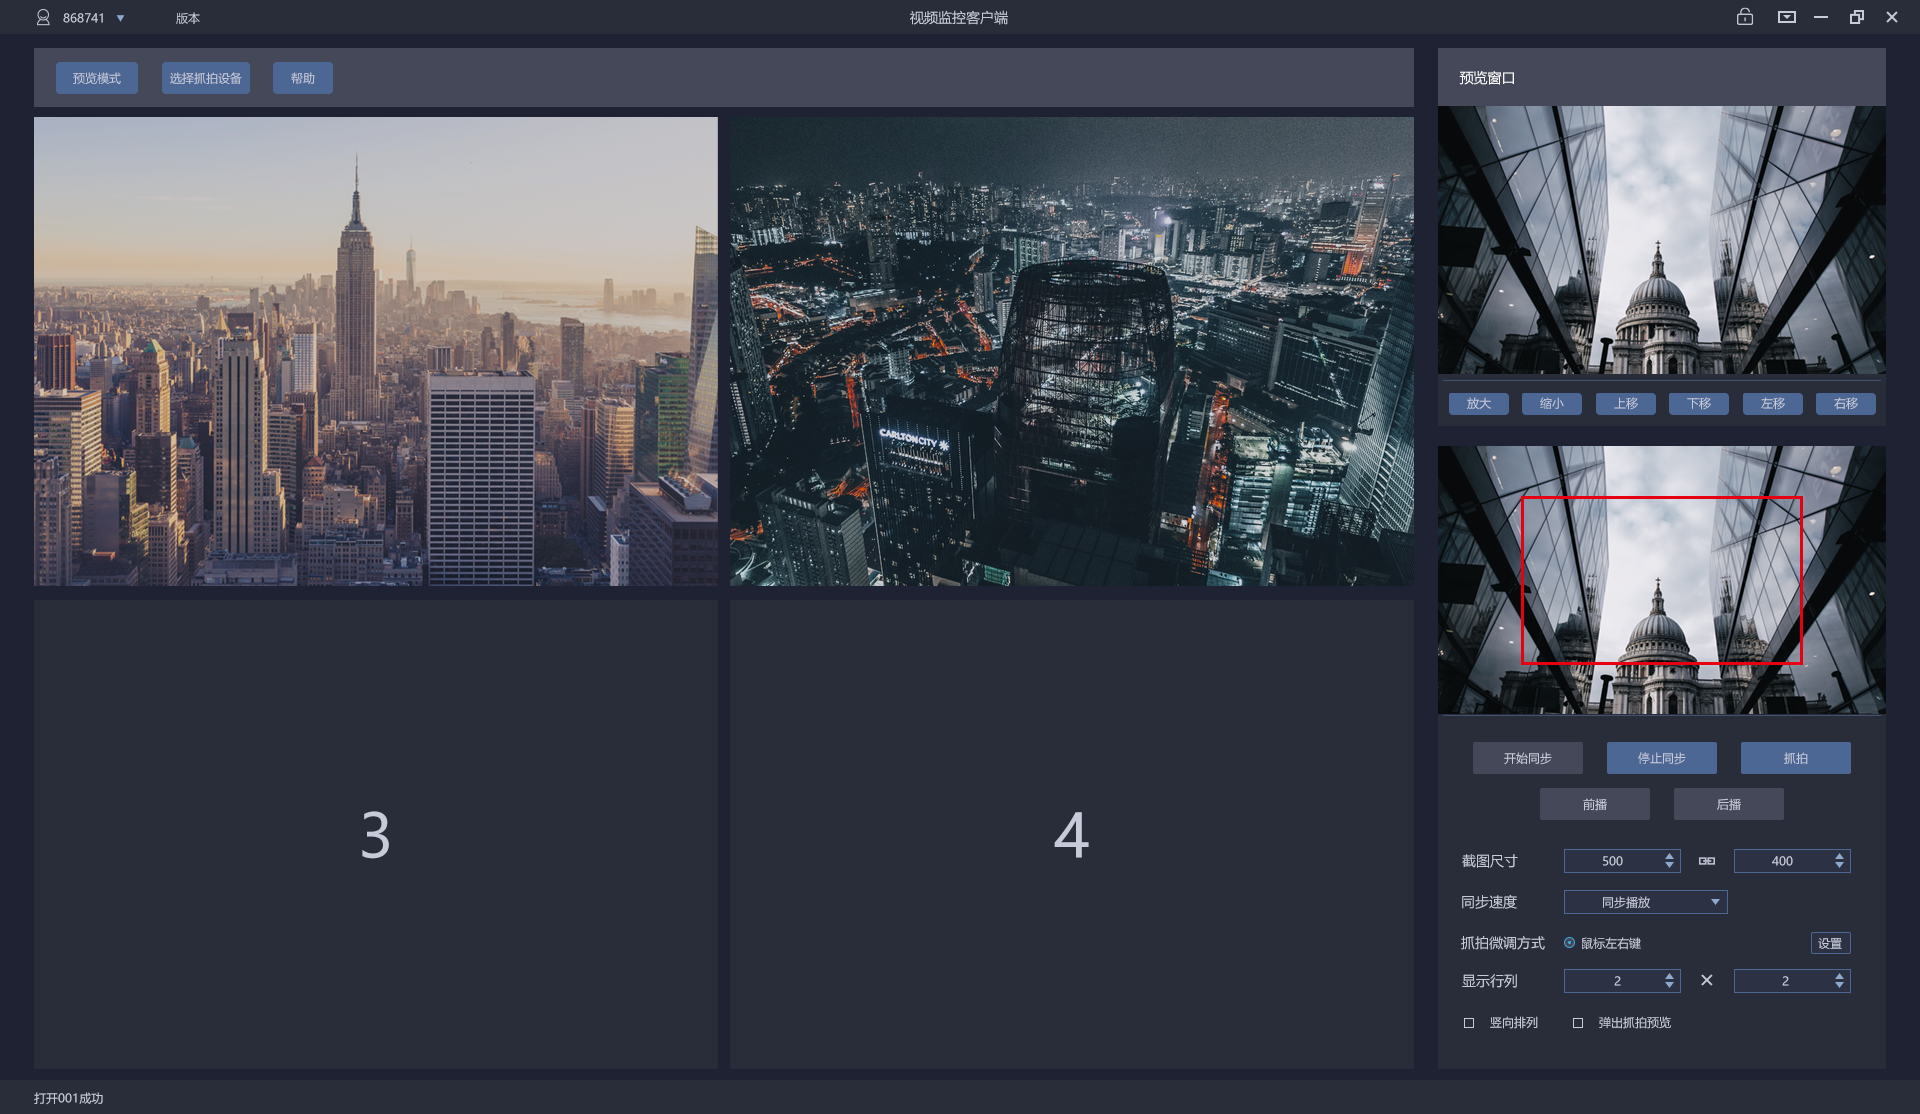 868741 版本 视频监控客户端
预览模式 选择抓拍设备 帮助
预览窗口
CARLTON CITY
放大 缩小 上移 下移 左移 右移
开始同步 停止同步 抓拍
前播 后播
3 4
截图尺寸 500 400
同步速度 同步播放
抓拍微调方式 鼠标左右键 设置
显示行列 2 2
竖向排列 弹出抓拍预览
打开001成功